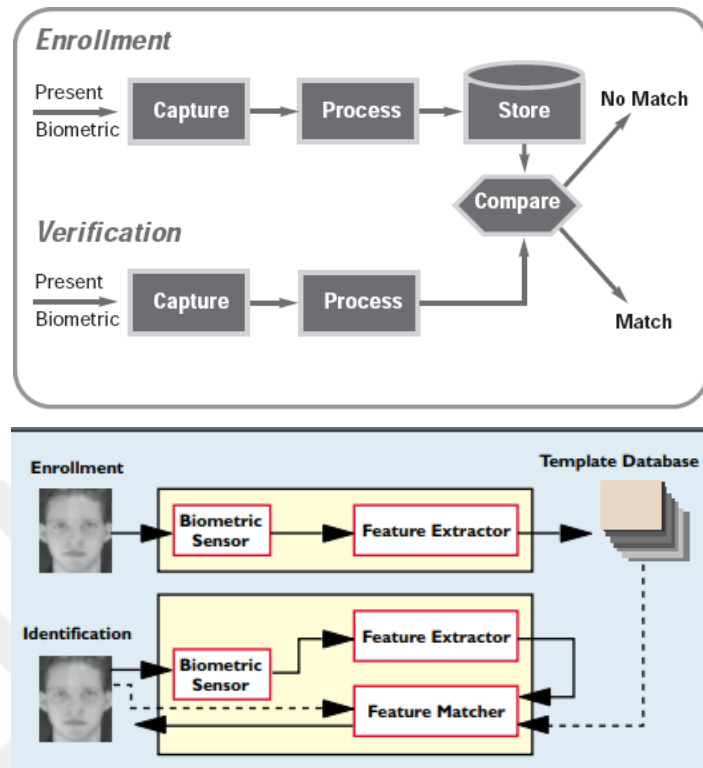 Enrollment
Present
Biometric
Capture
Process
Store
No Match
Compare
Verification
Present
Biometric
Capture
Process
Match
Enrollment
Template Database
Biometric
Sensor
Feature Extractor
Identification
Feature Extractor
Biometric
Sensor
Feature Matcher